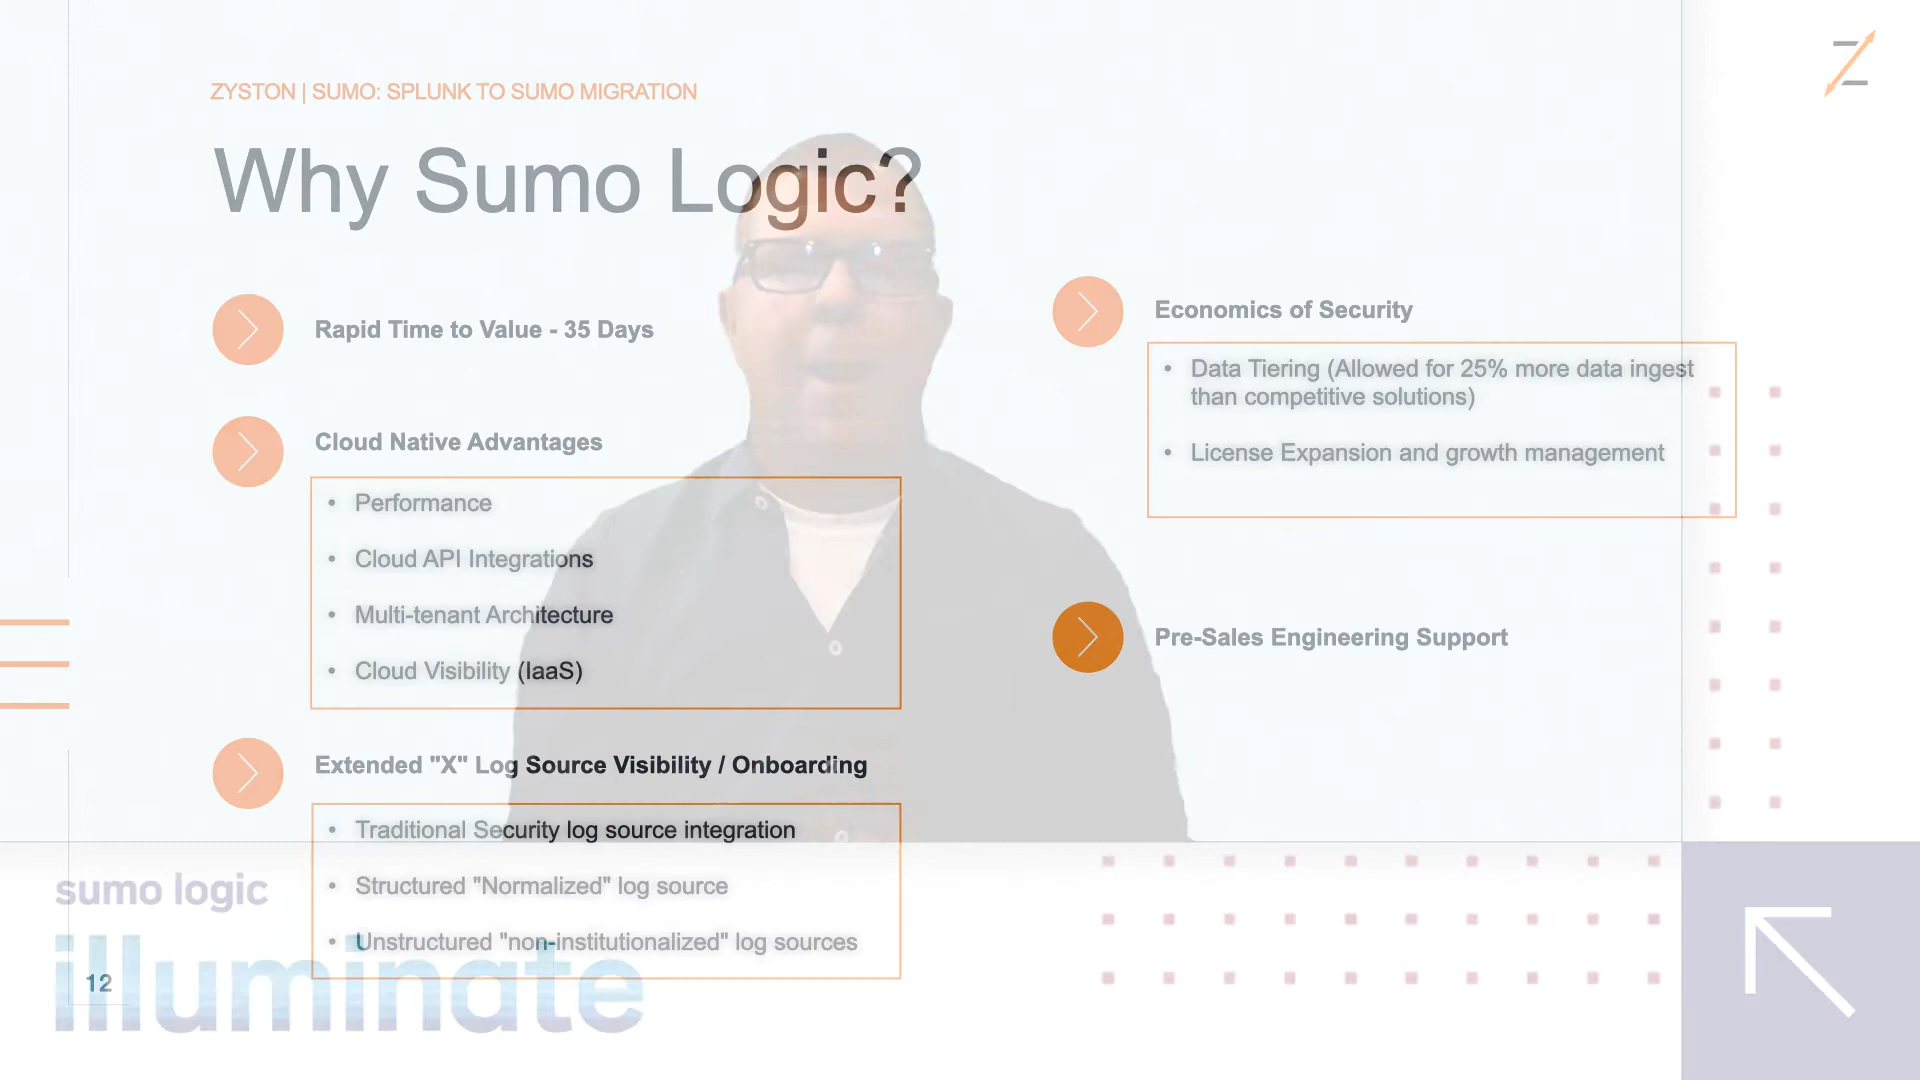 ZYSTON | SUMO: SPLUNK TO SUMO MIGRATION
Why Sumo Logic?
Rapid Time to Value - 35 Days
Cloud Native Advantages
• Performance
• Cloud API Integrations
• Multi-tenant Architecture
• Cloud Visibility (IaaS)
Extended "X" Log Source Visibility / Onboarding
• Traditional Security log source integration
• Structured "Normalized" log source
• Unstructured "non-institutionalized" log sources
Economics of Security
• Data Tiering (Allowed for 25% more data ingest
than competitive solutions)
• License Expansion and growth management
Pre-Sales Engineering Support
sumo logic
illuminate
12